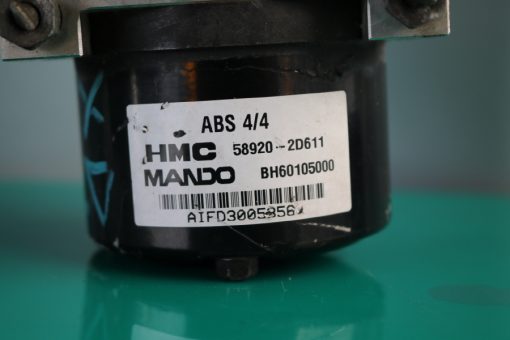 ABS 4/4
HMC 58920-2D611
MANDO BH60105000
AIFD3005856